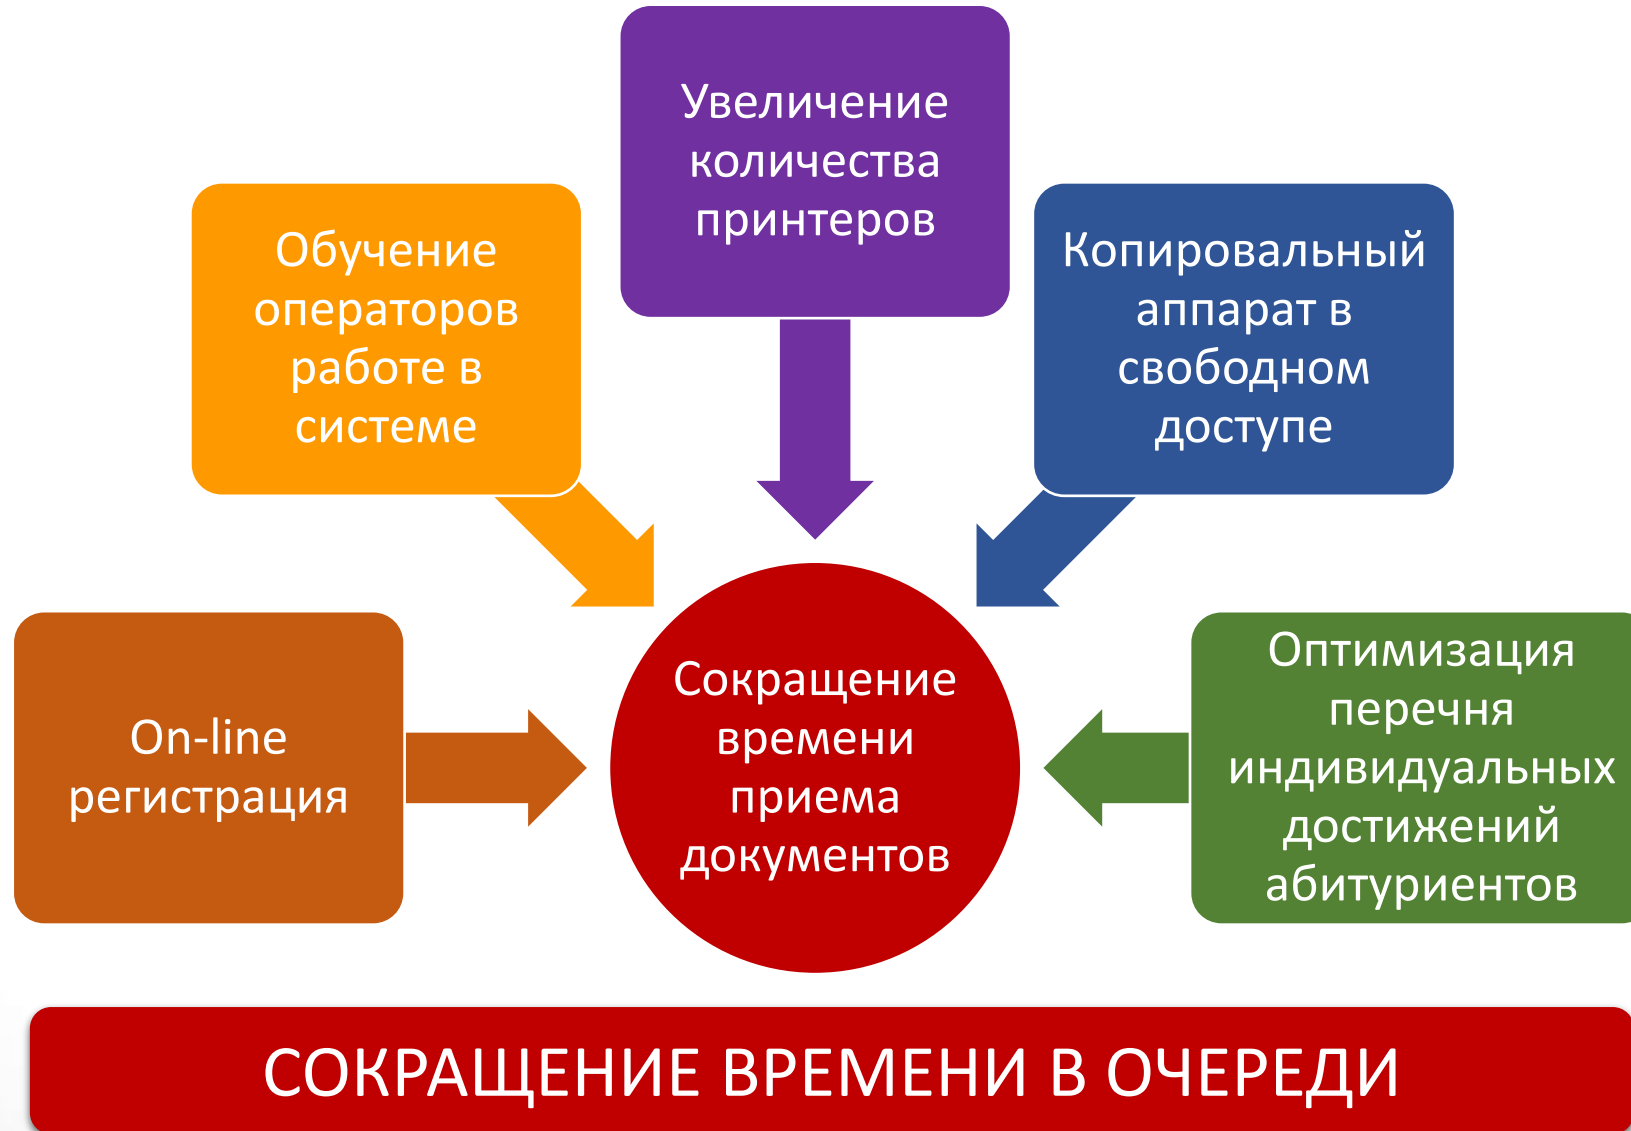 Увеличение
количества
принтеров
Обучение
операторов
работе в
системе
Копировальный
аппарат в
свободном
доступе
On-line
регистрация
Сокращение
времени
приема
документов
Оптимизация
перечня
индивидуальных
достижений
абитуриентов
СОКРАЩЕНИЕ ВРЕМЕНИ В ОЧЕРЕДИ